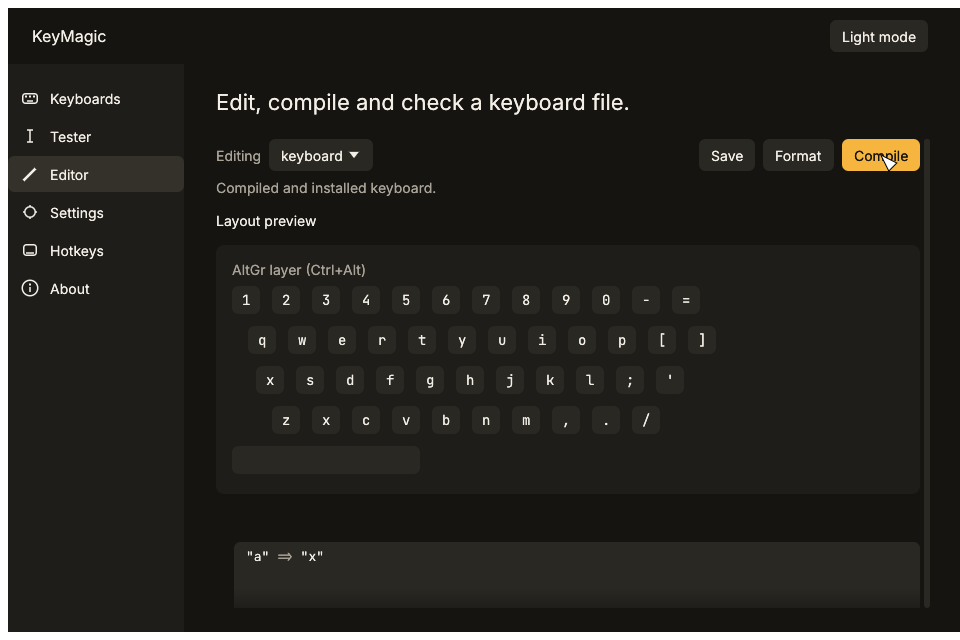 KeyMagic
Light mode
Keyboards
Tester
Editor
Settings
Hotkeys
About
Edit, compile and check a keyboard file.
Editing keyboard Save Format Compile
Compiled and installed keyboard.
Layout preview
AltGr layer (Ctrl+Alt)
1 2 3 4 5 6 7 8 9 0 - =
q w e r t y u i o p [ ]
x s d f g h j k l ; '
z x c v b n m , . /
"a" => "x"